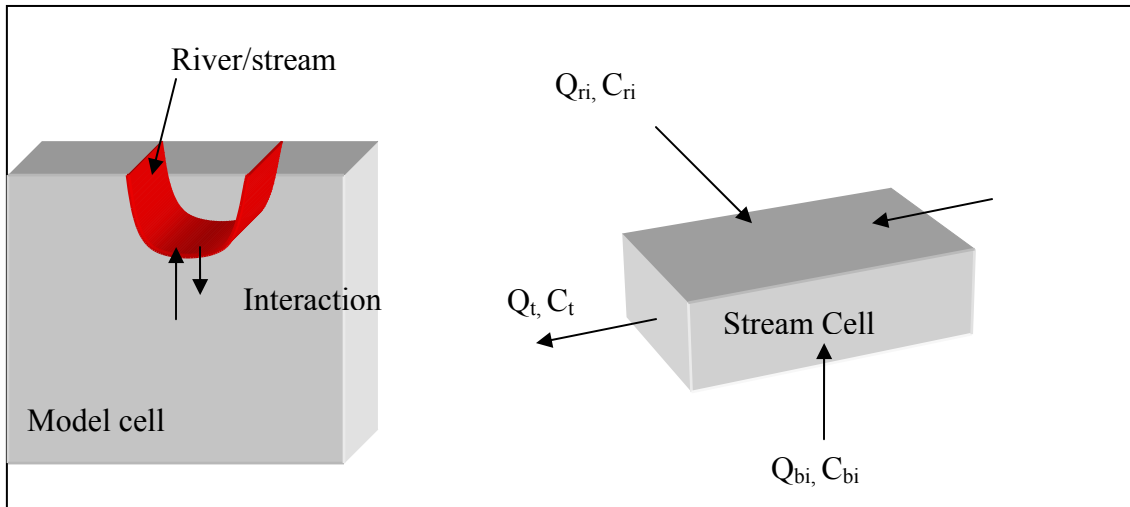 River/stream
Interaction
Model cell
Qri, Cri
Qt, Ct
Stream Cell
Qbi, Cbi